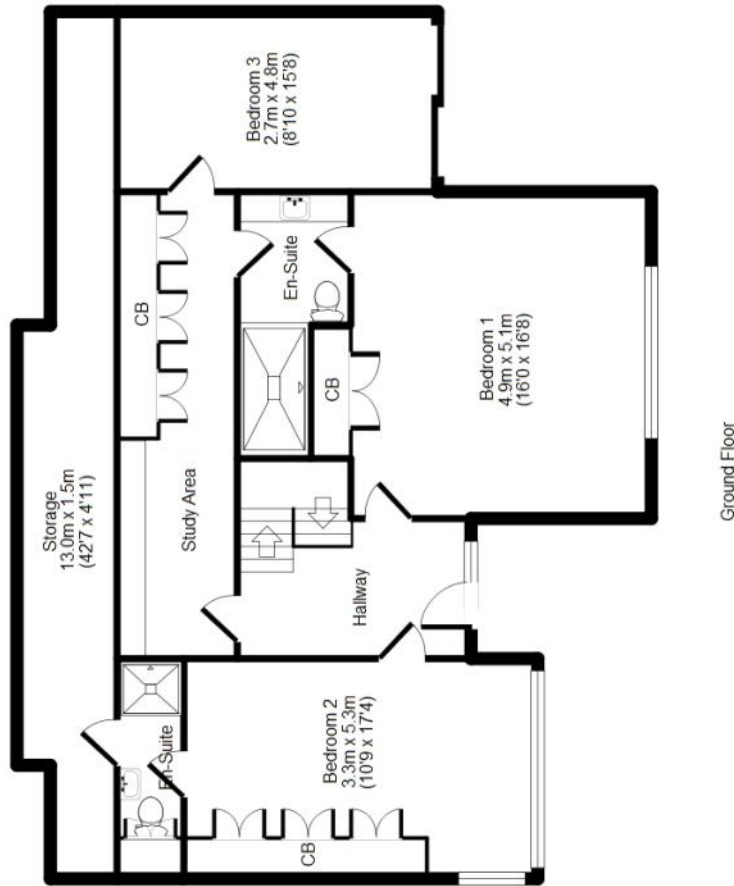 Storage
13.0m x 1.5m
(42'7 x 4'11)
Bedroom 3
2.7m x 4.8m
(8'10 x 15'8)
CB
Study Area
En-Suite
CB
Bedroom 1
4.9m x 5.1m
(16'0 x 16'8)
Hallway
En-Suite
Bedroom 2
3.3m x 5.3m
(10'9 x 17'4)
CB
Ground Floor